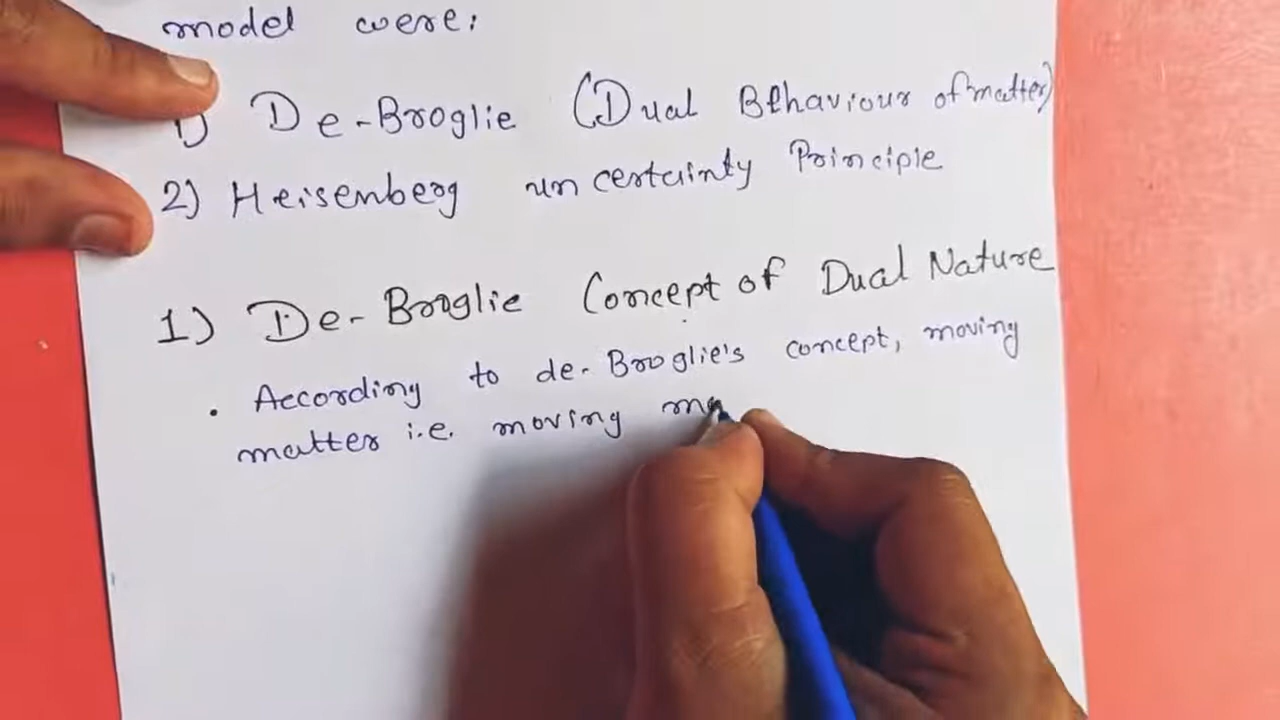 model were:
1) De-Broglie (Dual Behaviour of matter)
2) Heisenberg uncertainty Principle
1) De-Broglie Concept of Dual Nature
. According to de-Broglie's concept, moving
matter i.e. moving